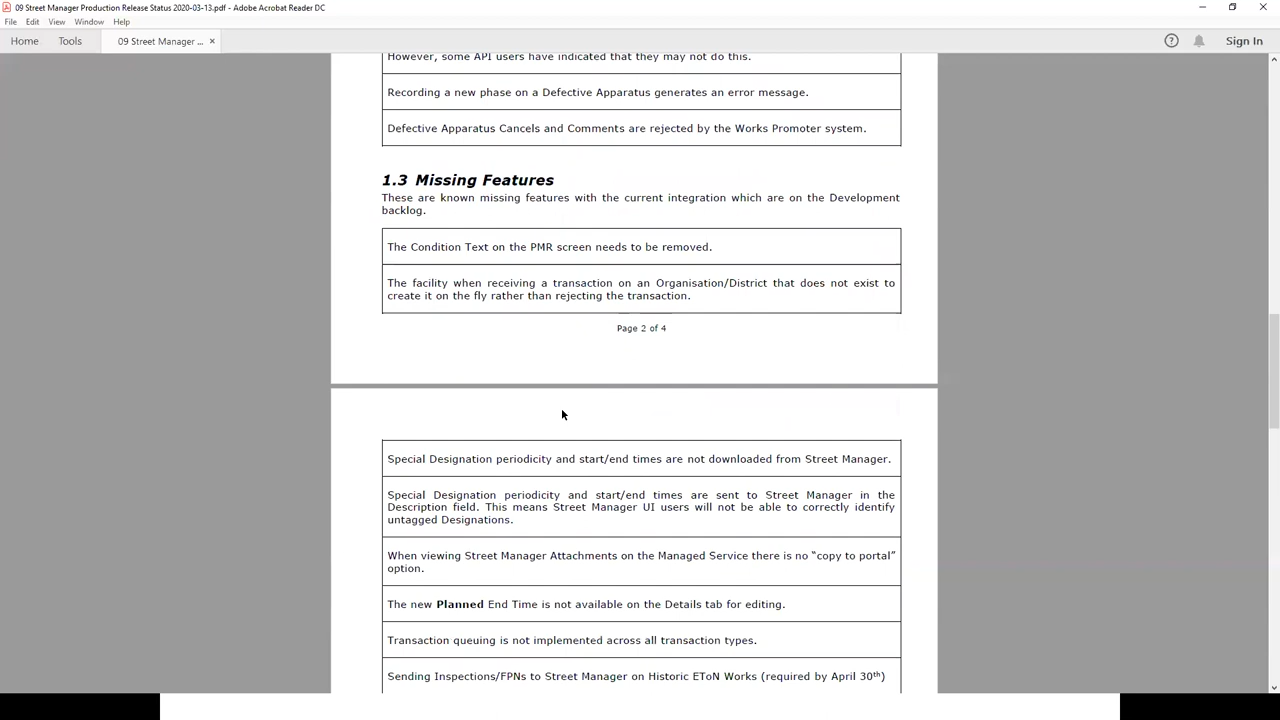 09 Street Manager Production Release Status 2020-03-13.pdf - Adobe Acrobat Reader DC
File Edit View Window Help
Home Tools 09 Street Manager ... × ? Sign In
However, some API users have indicated that they may not do this.
Recording a new phase on a Defective Apparatus generates an error message.
Defective Apparatus Cancels and Comments are rejected by the Works Promoter system.
1.3 Missing Features
These are known missing features with the current integration which are on the Development
backlog.
The Condition Text on the PMR screen needs to be removed.
The facility when receiving a transaction on an Organisation/District that does not exist to
create it on the fly rather than rejecting the transaction.
Page 2 of 4
Special Designation periodicity and start/end times are not downloaded from Street Manager.
Special Designation periodicity and start/end times are sent to Street Manager in the
Description field. This means Street Manager UI users will not be able to correctly identify
untagged Designations.
When viewing Street Manager Attachments on the Managed Service there is no “copy to portal”
option.
The new Planned End Time is not available on the Details tab for editing.
Transaction queuing is not implemented across all transaction types.
Sending Inspections/FPNs to Street Manager on Historic EToN Works (required by April 30th)